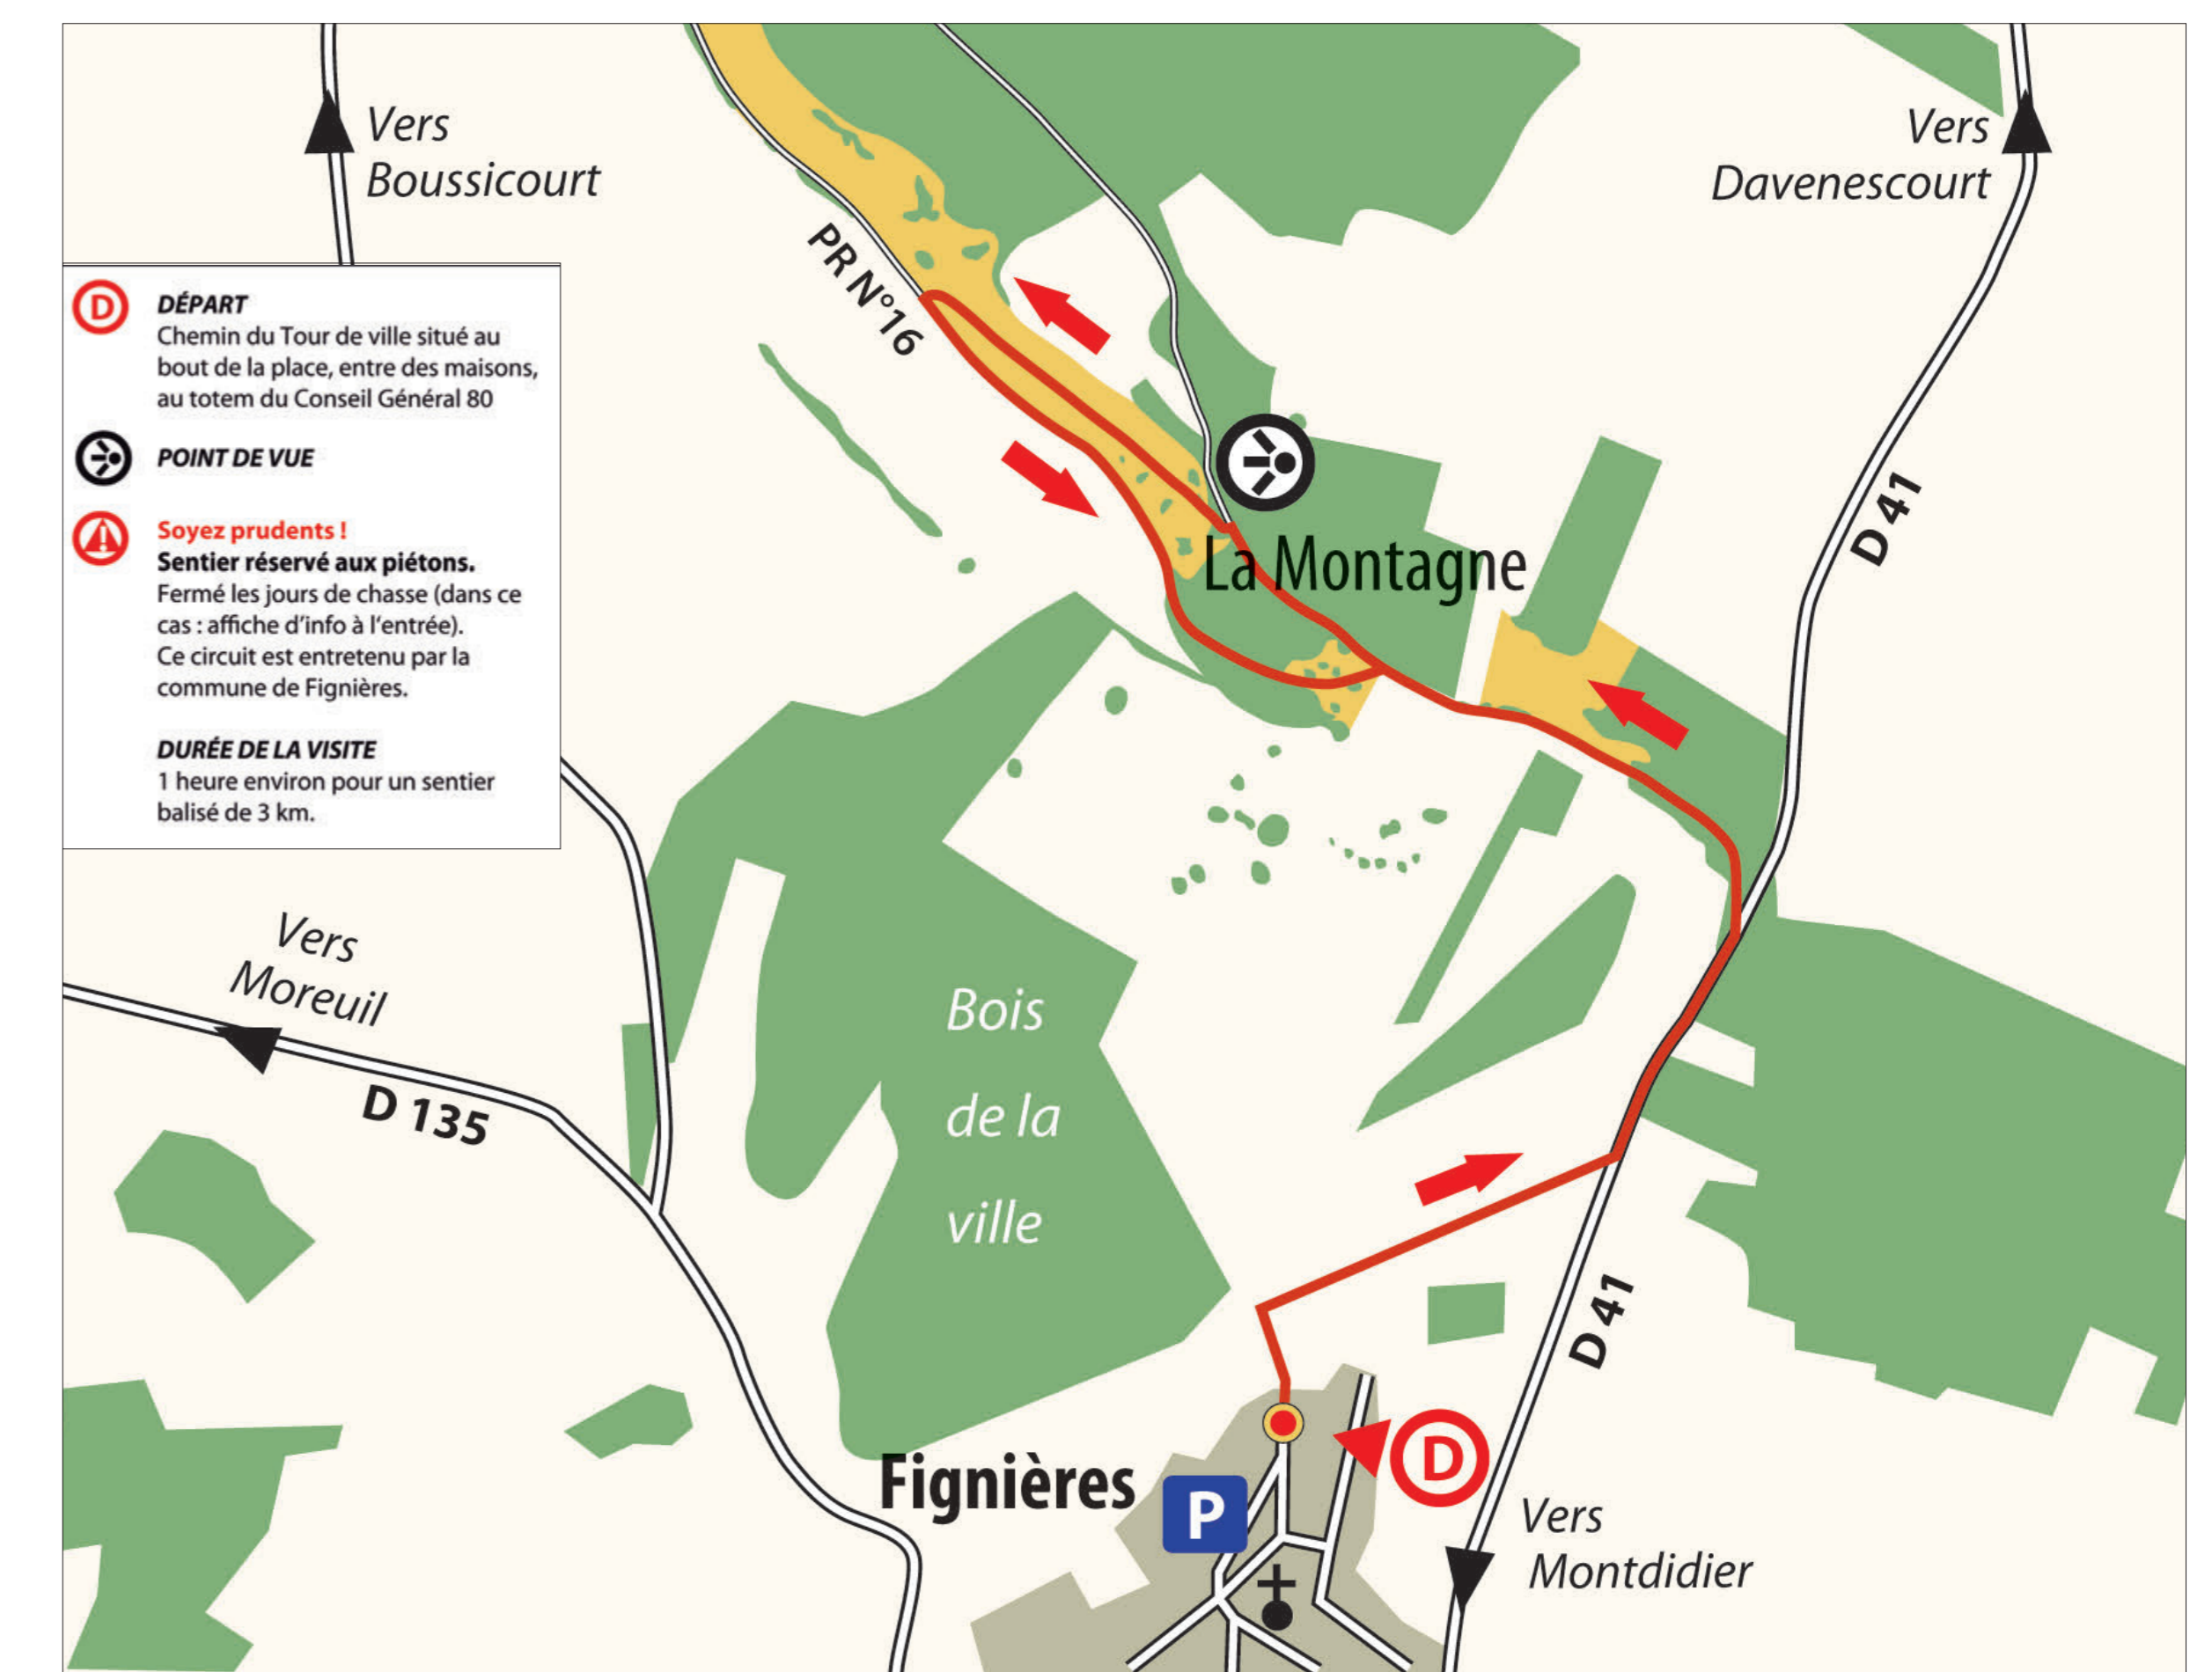 Vers
Boussicourt
Vers
Davenescourt
PR N°16
D DÉPART
Chemin du Tour de ville situé au
bout de la place, entre des maisons,
au totem du Conseil Général 80
POINT DE VUE
Soyez prudents !
Sentier réservé aux piétons.
Fermé les jours de chasse (dans ce
cas : affiche d'info à l'entrée).
Ce circuit est entretenu par la
commune de Fignières.
DURÉE DE LA VISITE
1 heure environ pour un sentier
balisé de 3 km.
D 41
La Montagne
Vers
Moreuil
D 135
Bois
de la
ville
D 41
Fignières
P
D
Vers
Montdidier